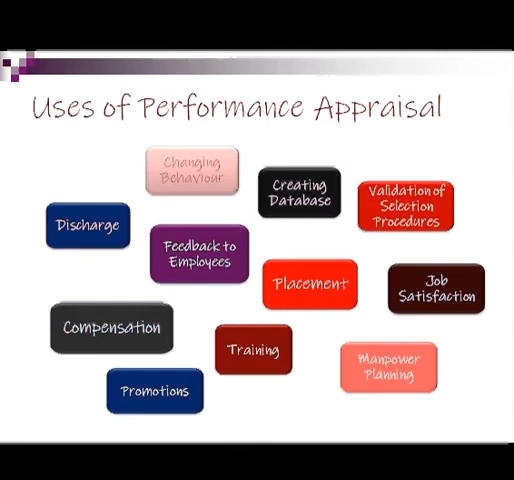 Uses of Performance Appraisal
Changing
Behaviour
Creating
Database
Validation of
Selection
Procedures
Discharge
Feedback to
Employees
Placement
Job
Satisfaction
Compensation
Training
Manpower
Planning
Promotions